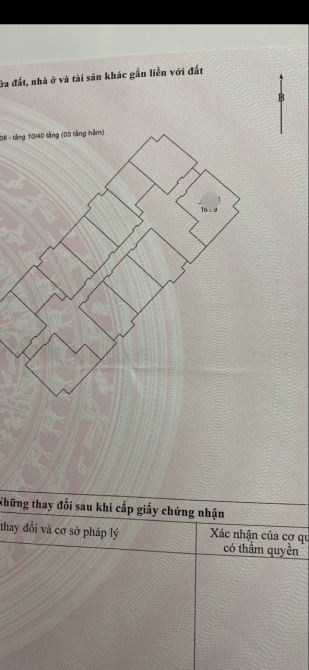 ửa đất, nhà ở và tài sản khác gắn liền với đất
B
08 - tầng 10/40 tầng (03 tầng hầm)
161.9
Những thay đổi sau khi cấp giấy chứng nhận
thay đổi và cơ sở pháp lý
Xác nhận của cơ qu
có thẩm quyền